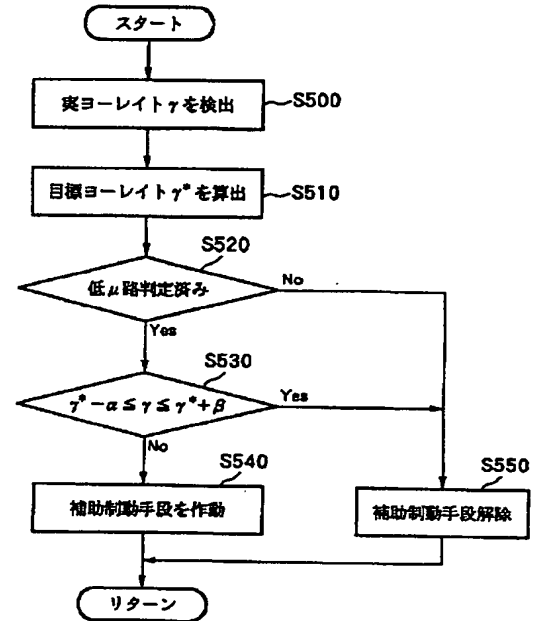 スタート
実ヨーレイトγを検出
S500
目標ヨーレイトγ*を算出
S510
S520
低μ路判定済み
No
Yes
S530
γ*−α≦γ≦γ*+β
Yes
No
S540
補助制動手段を作動
S550
補助制動手段解除
リターン